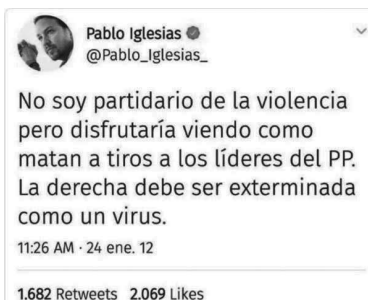 Pablo Iglesias
@Pablo_Iglesias_
No soy partidario de la violencia
pero disfrutaría viendo como
matan a tiros a los líderes del PP.
La derecha debe ser exterminada
como un virus.
11:26 AM · 24 ene. 12
1.682 Retweets 2.069 Likes